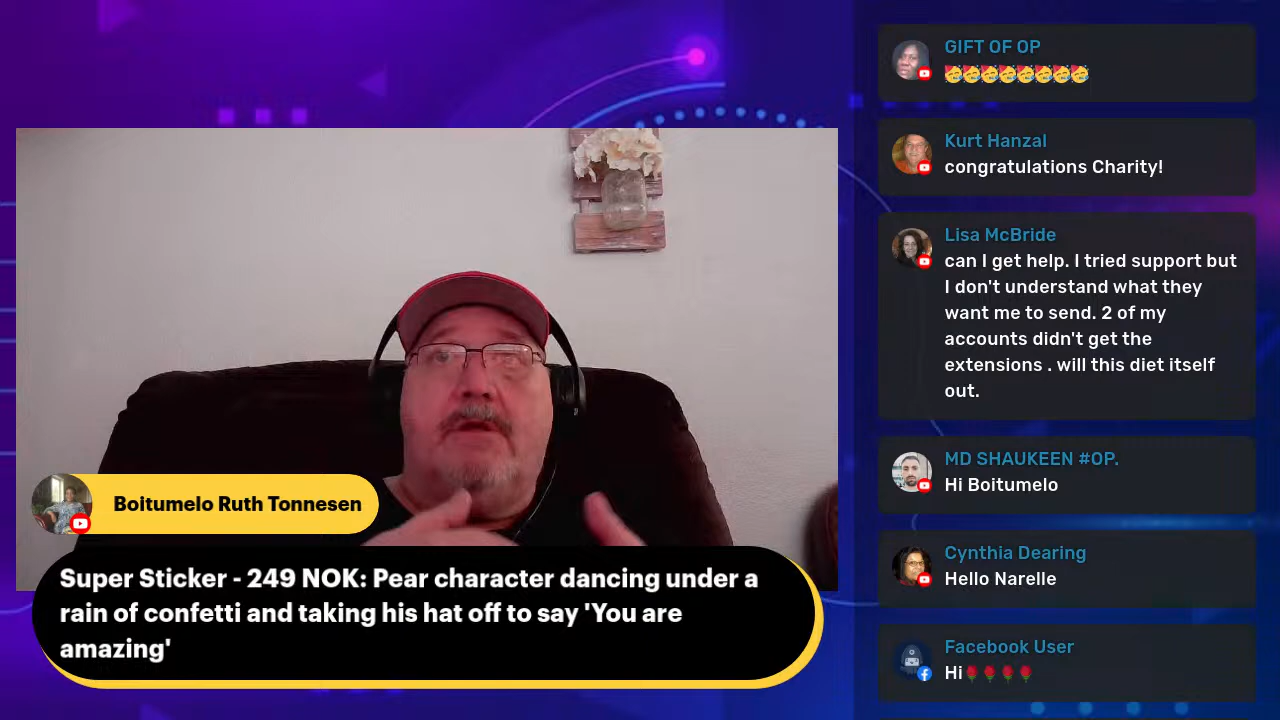 GIFT OF OP
🥳🥳🥳🥳🥳🥳🥳🥳
Kurt Hanzal
congratulations Charity!
Lisa McBride
can I get help. I tried support but
I don't understand what they
want me to send. 2 of my
accounts didn't get the
extensions . will this diet itself
out.
MD SHAUKEEN #OP.
Hi Boitumelo
Cynthia Dearing
Hello Narelle
Facebook User
Hi🌹🌹🌹🌹
Boitumelo Ruth Tonnesen
Super Sticker - 249 NOK: Pear character dancing under a
rain of confetti and taking his hat off to say 'You are
amazing'